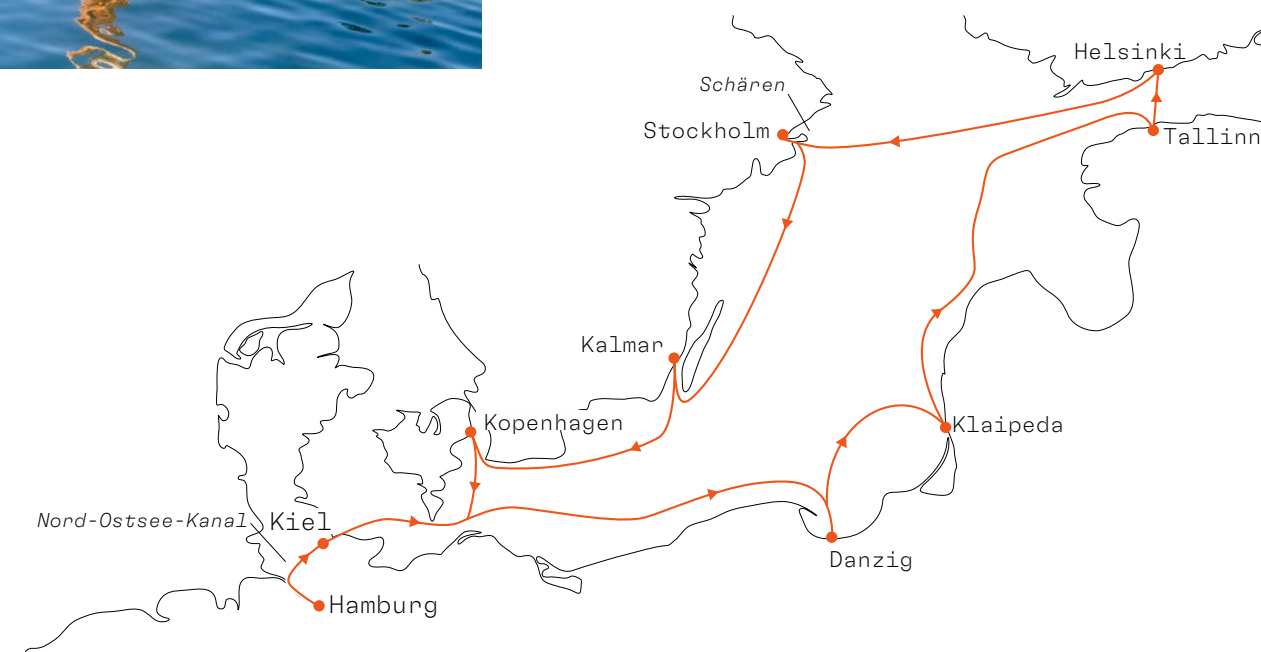 Helsinki
Schären
Stockholm
Tallinn
Kalmar
Kopenhagen
Klaipeda
Nord-Ostsee-Kanal
Kiel
Danzig
Hamburg